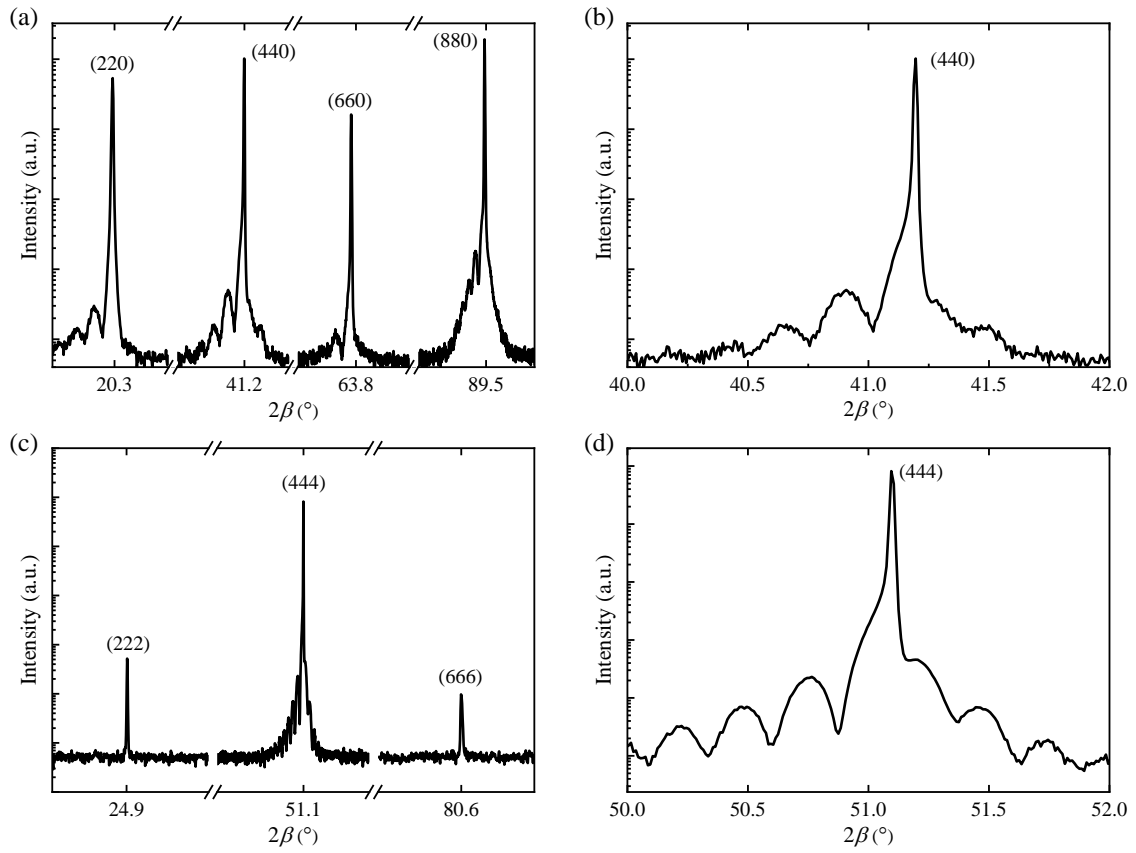 (a)
(220)
(440)
(660)
(880)
Intensity (a.u.)
20.3 41.2 63.8 89.5
2β (°)
(b)
(440)
Intensity (a.u.)
40.0 40.5 41.0 41.5 42.0
2β (°)
(c)
(222)
(444)
(666)
Intensity (a.u.)
24.9 51.1 80.6
2β (°)
(d)
(444)
Intensity (a.u.)
50.0 50.5 51.0 51.5 52.0
2β (°)